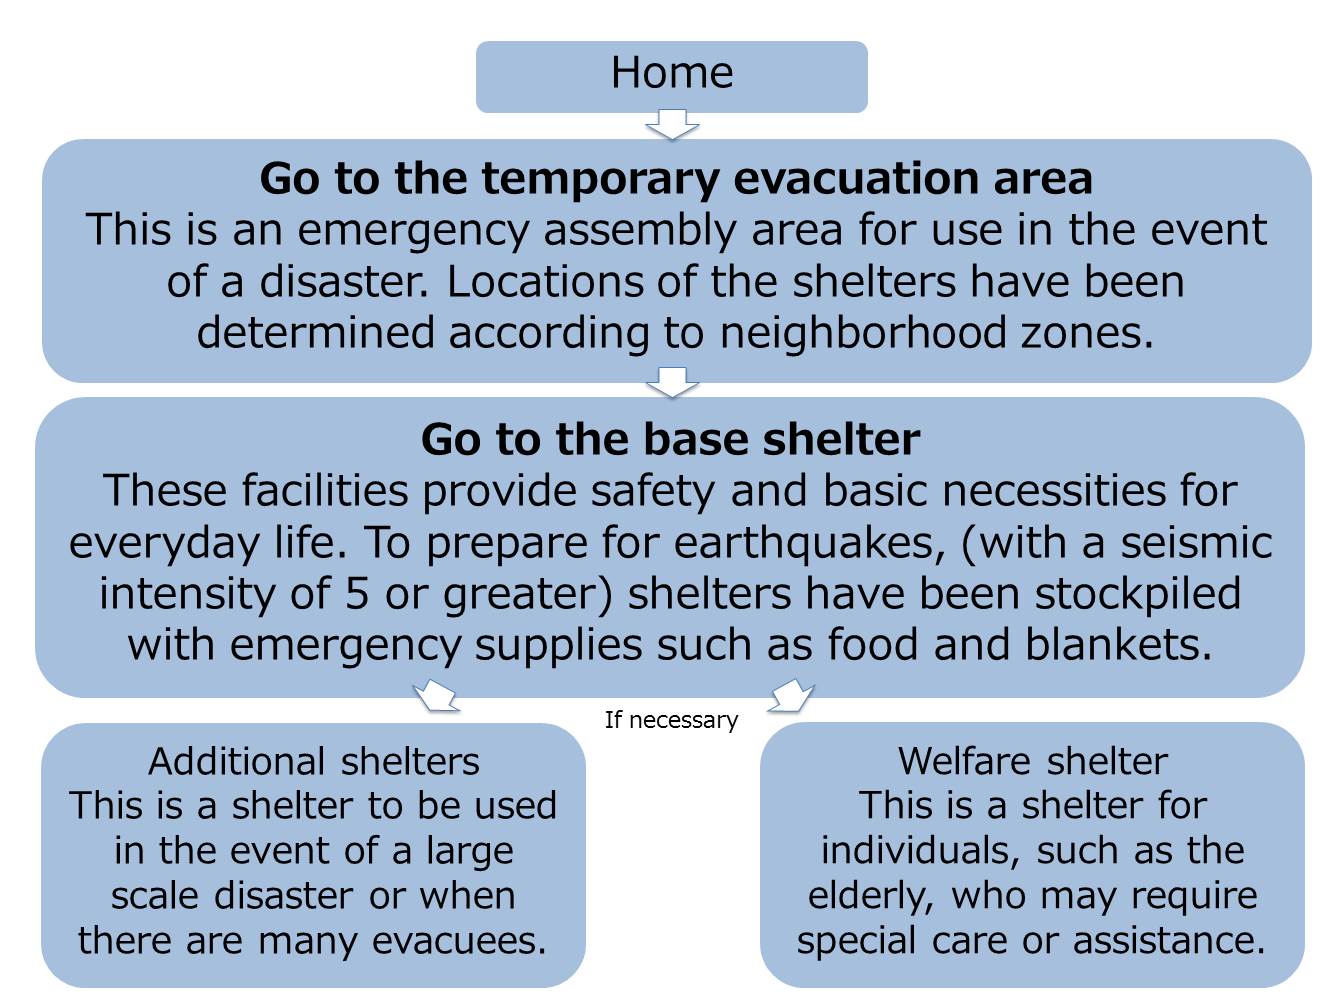 Home
Go to the temporary evacuation area
This is an emergency assembly area for use in the event
of a disaster. Locations of the shelters have been
determined according to neighborhood zones.
Go to the base shelter
These facilities provide safety and basic necessities for
everyday life. To prepare for earthquakes, (with a seismic
intensity of 5 or greater) shelters have been stockpiled
with emergency supplies such as food and blankets.
If necessary
Additional shelters
This is a shelter to be used
in the event of a large
scale disaster or when
there are many evacuees.
Welfare shelter
This is a shelter for
individuals, such as the
elderly, who may require
special care or assistance.